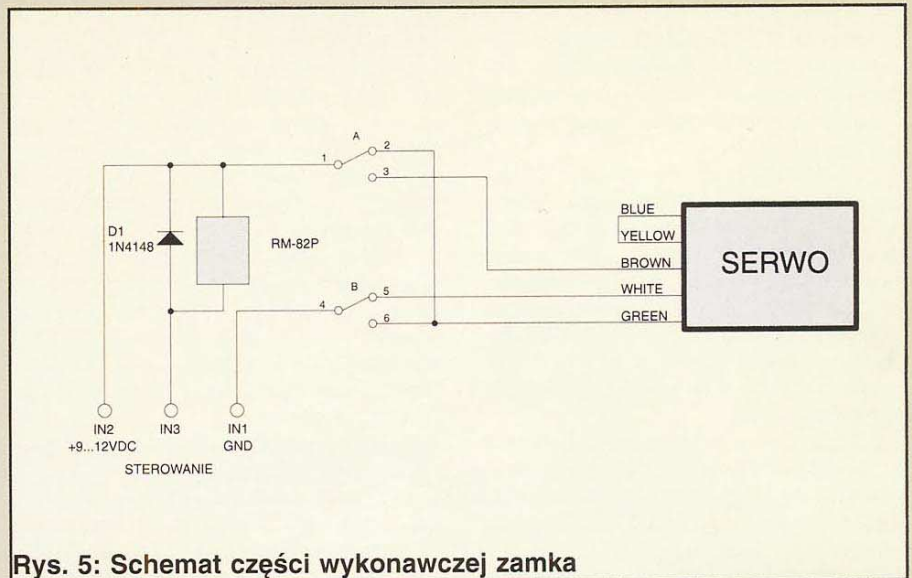 A
1
2
3
D1
1N4148
RM-82P
B
4
5
6
BLUE
YELLOW
BROWN
WHITE
GREEN
SERWO
IN2
+9...12VDC
IN3
IN1
GND
STEROWANIE
Rys. 5: Schemat części wykonawczej zamka